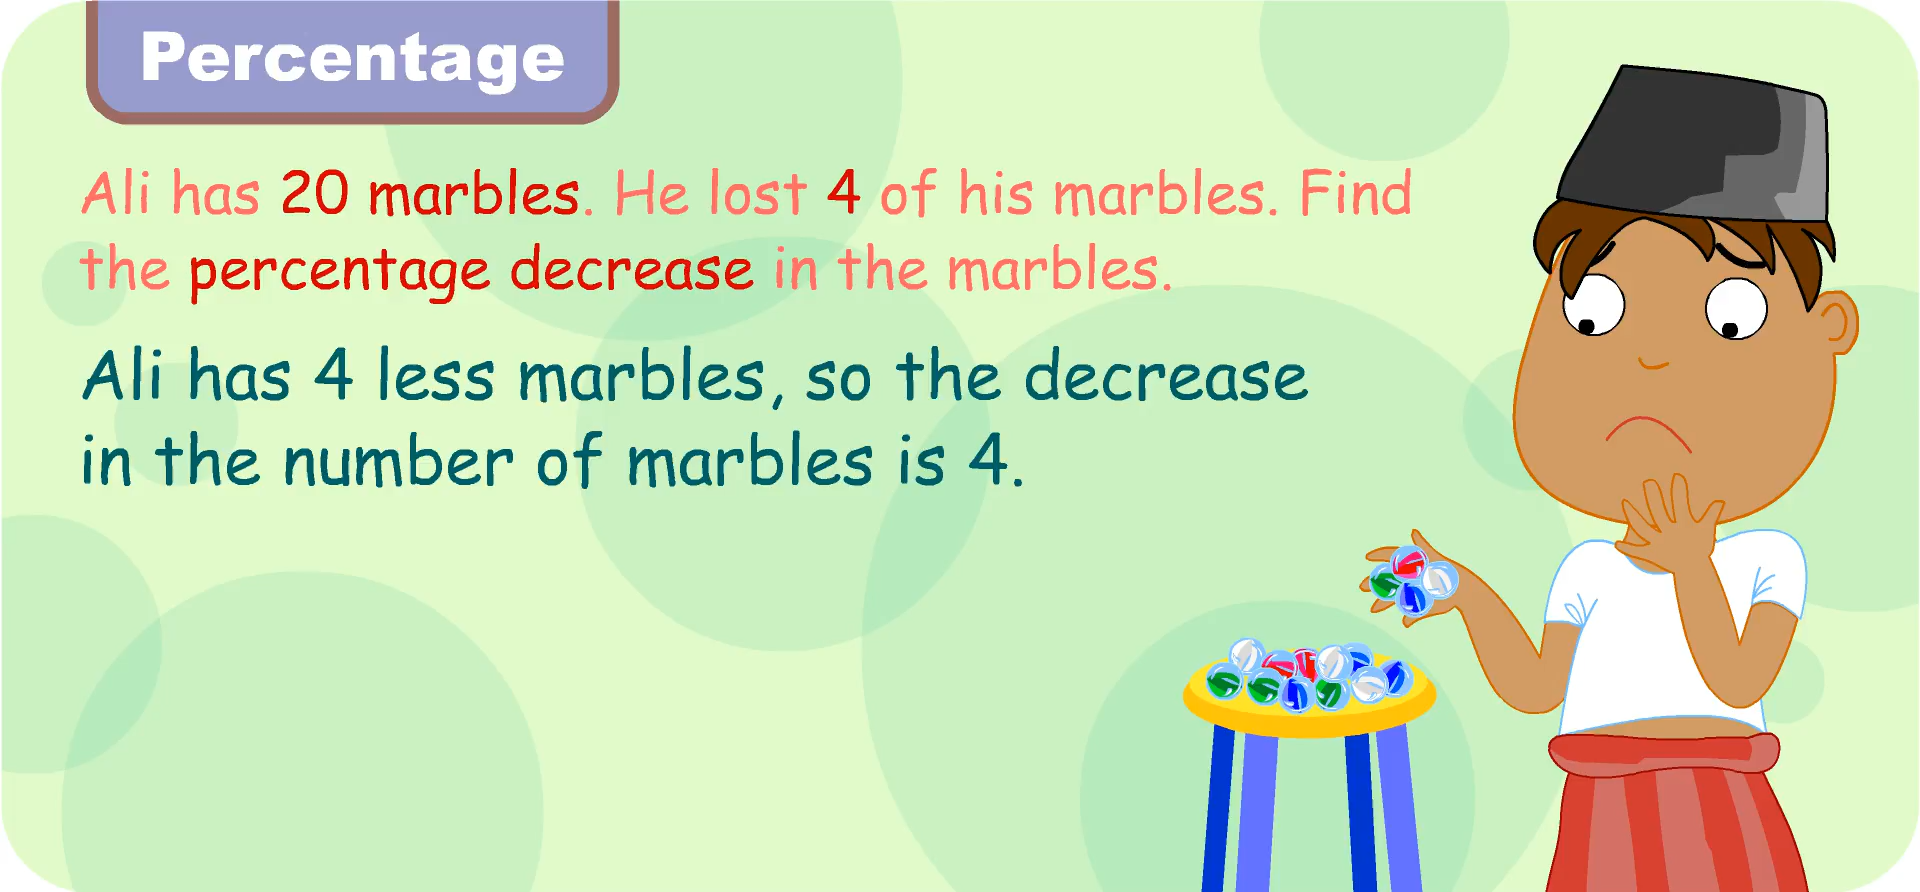 Percentage
Ali has 20 marbles. He lost 4 of his marbles. Find
the percentage decrease in the marbles.
Ali has 4 less marbles, so the decrease
in the number of marbles is 4.